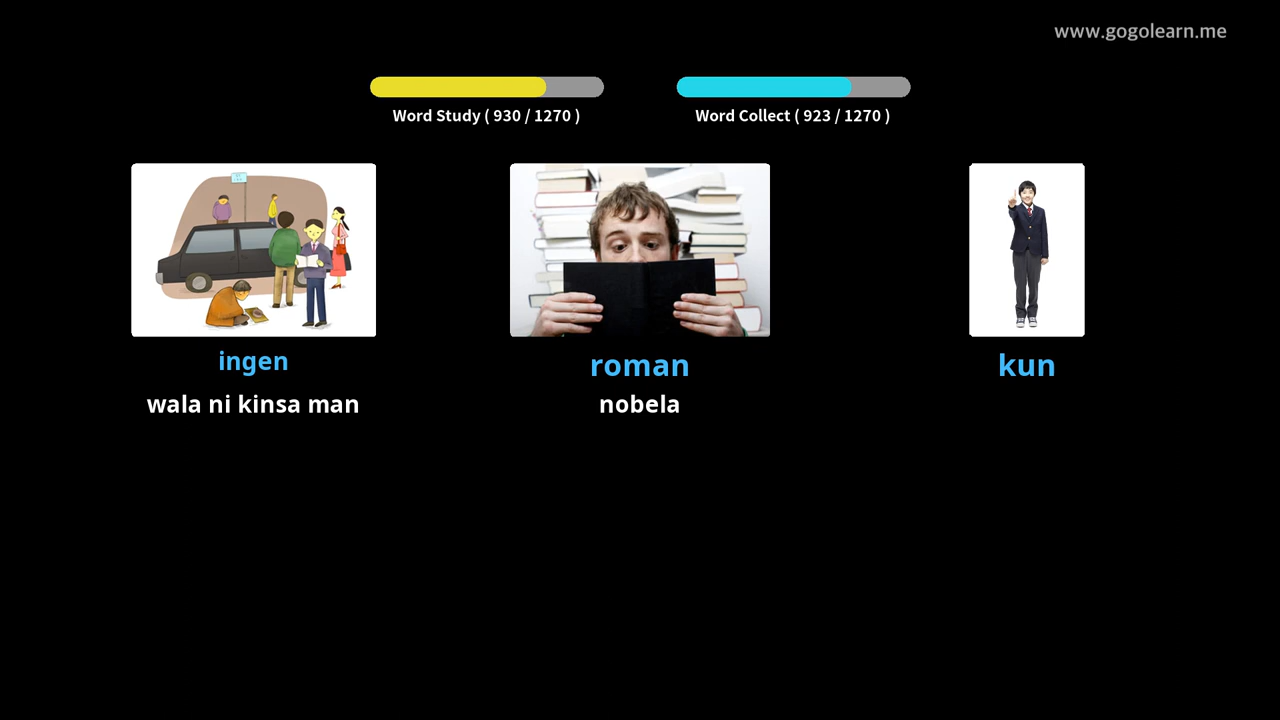 www.gogolearn.me
Word Study ( 930 / 1270 )
Word Collect ( 923 / 1270 )
ingen
roman
kun
wala ni kinsa man
nobela